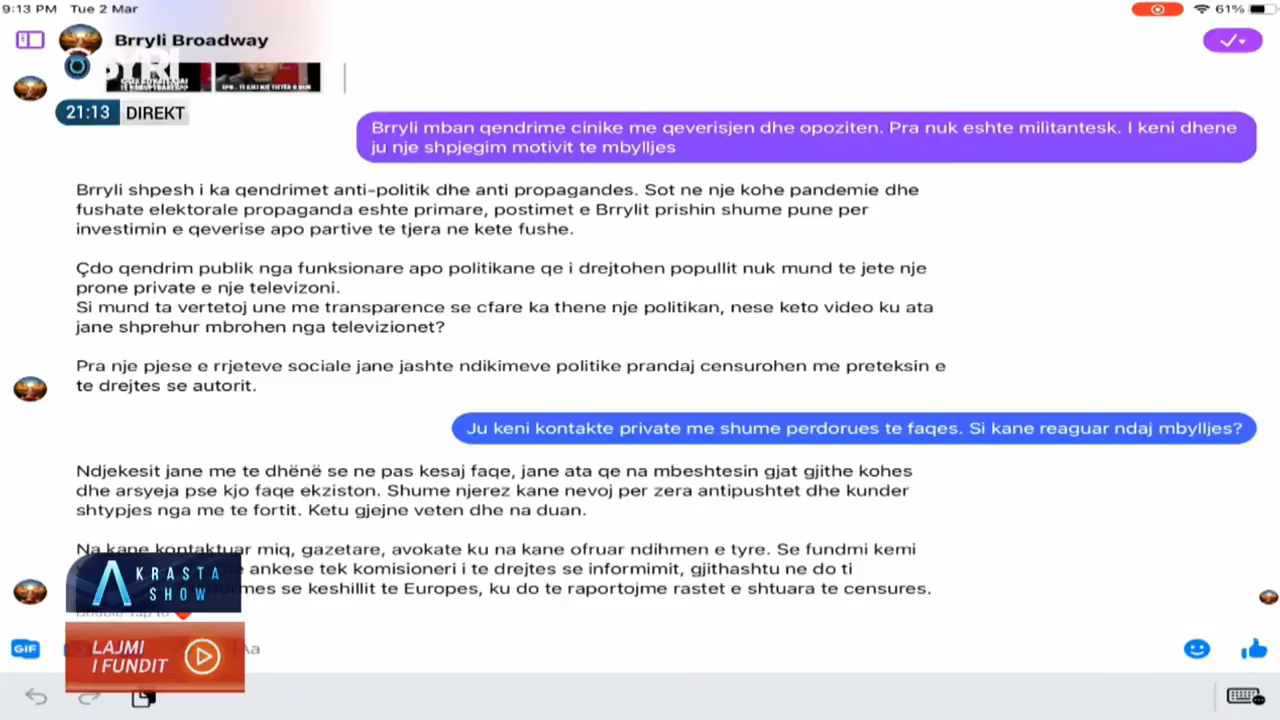 9:13 PM Tue 2 Mar
61%
Brryli Broadway
SYRI
21:13 DIREKT
Brryli mban qendrime cinike me qeverisjen dhe opoziten. Pra nuk eshte militantesk. I keni dhene
ju nje shpjegim motivit te mbylljes
Brryli shpesh i ka qendrimet anti-politik dhe anti propagandes. Sot ne nje kohe pandemie dhe
fushate elektorale propaganda eshte primare, postimet e Brrylit prishin shume pune per
investimin e qeverise apo partive te tjera ne kete fushe.
Çdo qendrim publik nga funksionare apo politikane qe i drejtohen popullit nuk mund te jete nje
prone private e nje televizoni.
Si mund ta vertetoj une me transparence se cfare ka thene nje politikan, nese keto video ku ata
jane shprehur mbrohen nga televizionet?
Pra nje pjese e rrjeteve sociale jane jashte ndikimeve politike prandaj censurohen me preteksin e
te drejtes se autorit.
Ju keni kontakte private me shume perdorues te faqes. Si kane reaguar ndaj mbylljes?
Ndjekesit jane me te dhënë se ne pas kesaj faqe, jane ata qe na mbeshtesin gjat gjithe kohes
dhe arsyeja pse kjo faqe ekziston. Shume njerez kane nevoj per zera antipushtet dhe kunder
shtypjes nga me te fortit. Ketu gjejne veten dhe na duan.
Na kane kontaktuar miq, gazetare, avokate ku na kane ofruar ndihmen e tyre. Se fundmi kemi
ankese tek komisioneri i te drejtes se informimit, gjithashtu ne do ti
se keshillit te Europes, ku do te raportojme rastet e shtuara te censures.
AKRASTA
SHOW
GIF
Aa
LAJMI
I FUNDIT